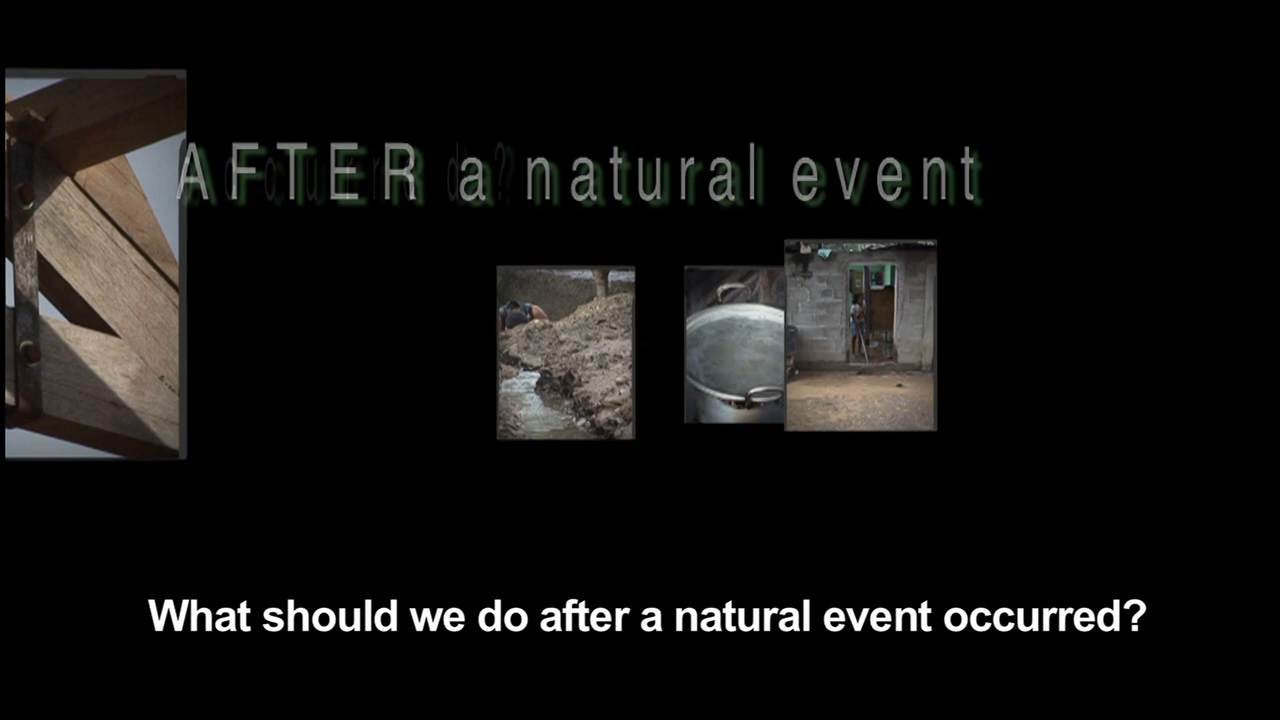 AFTER a natural event
What should we do after a natural event occurred?